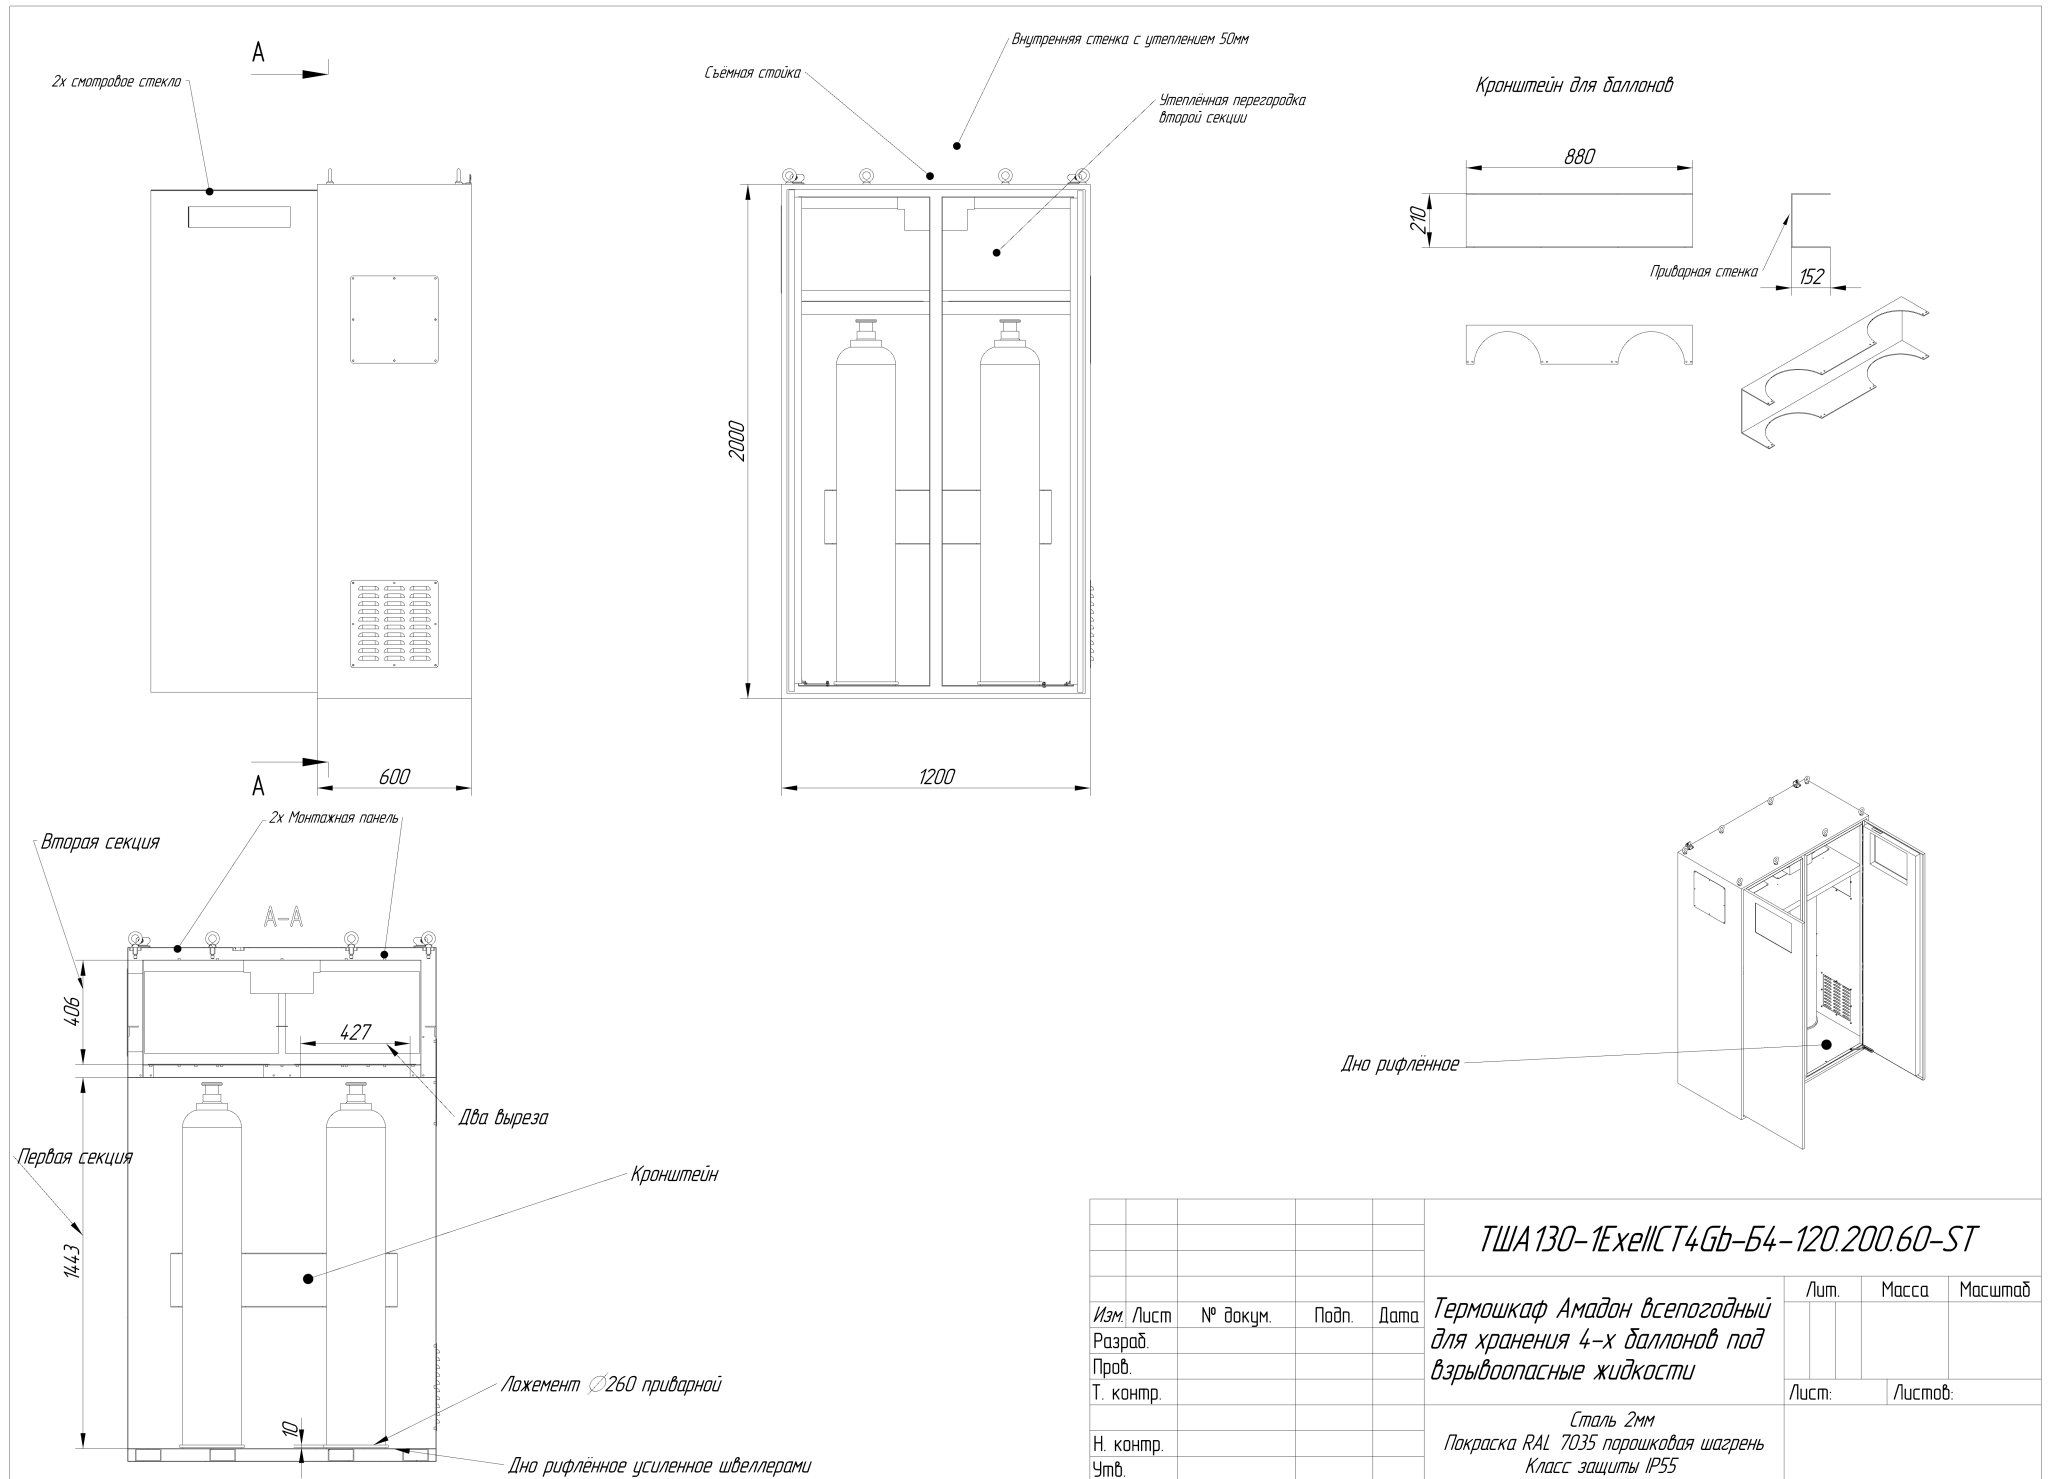 А
2х смотровое стекло
А
600
Внутренняя стенка с утеплением 50мм
Съёмная стойка
Утеплённая перегородка
второй секции
2000
1200
Кронштейн для баллонов
880
210
Приварная стенка
152
2х Монтажная панель
Вторая секция
А-А
406
427
Два выреза
Первая секция
Кронштейн
1443
Ложемент ∅260 приварной
10
Дно рифлённое усиленное швеллерами
Дно рифлённое
ТША130-1ExeIICT4Gb-Б4-120.200.60-ST
Изм. Лист № докум. Подп. Дата
Разраб.
Пров.
Т. контр.
Н. контр.
Утв.
Термошкаф Амадон всепогодный
для хранения 4-х баллонов под
взрывоопасные жидкости
Лит. Масса Масштаб
Лист: Листов:
Сталь 2мм
Покраска RAL 7035 порошковая шагрень
Класс защиты IP55